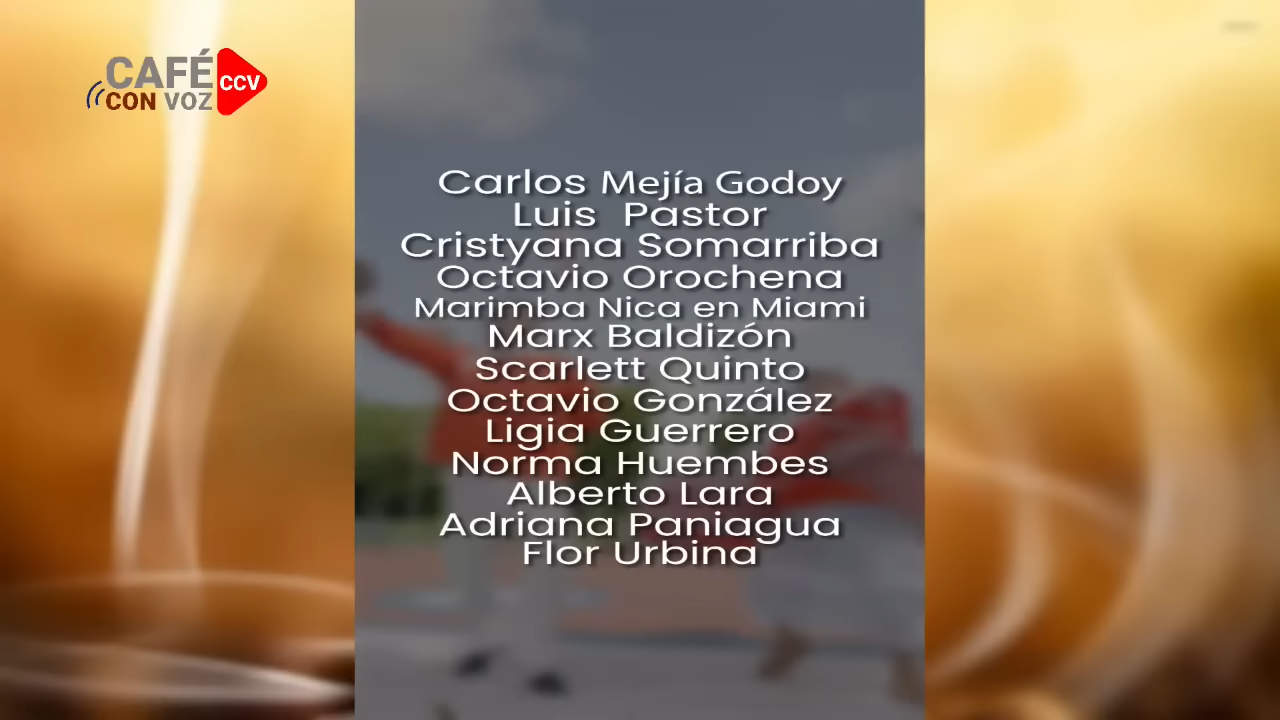 CAFÉ
CON VOZ
CCV
Carlos Mejía Godoy
Luis Pastor
Cristyana Somarriba
Octavio Orochena
Marimba Nica en Miami
Marx Baldizón
Scarlett Quinto
Octavio González
Ligia Guerrero
Norma Huembes
Alberto Lara
Adriana Paniagua
Flor Urbina